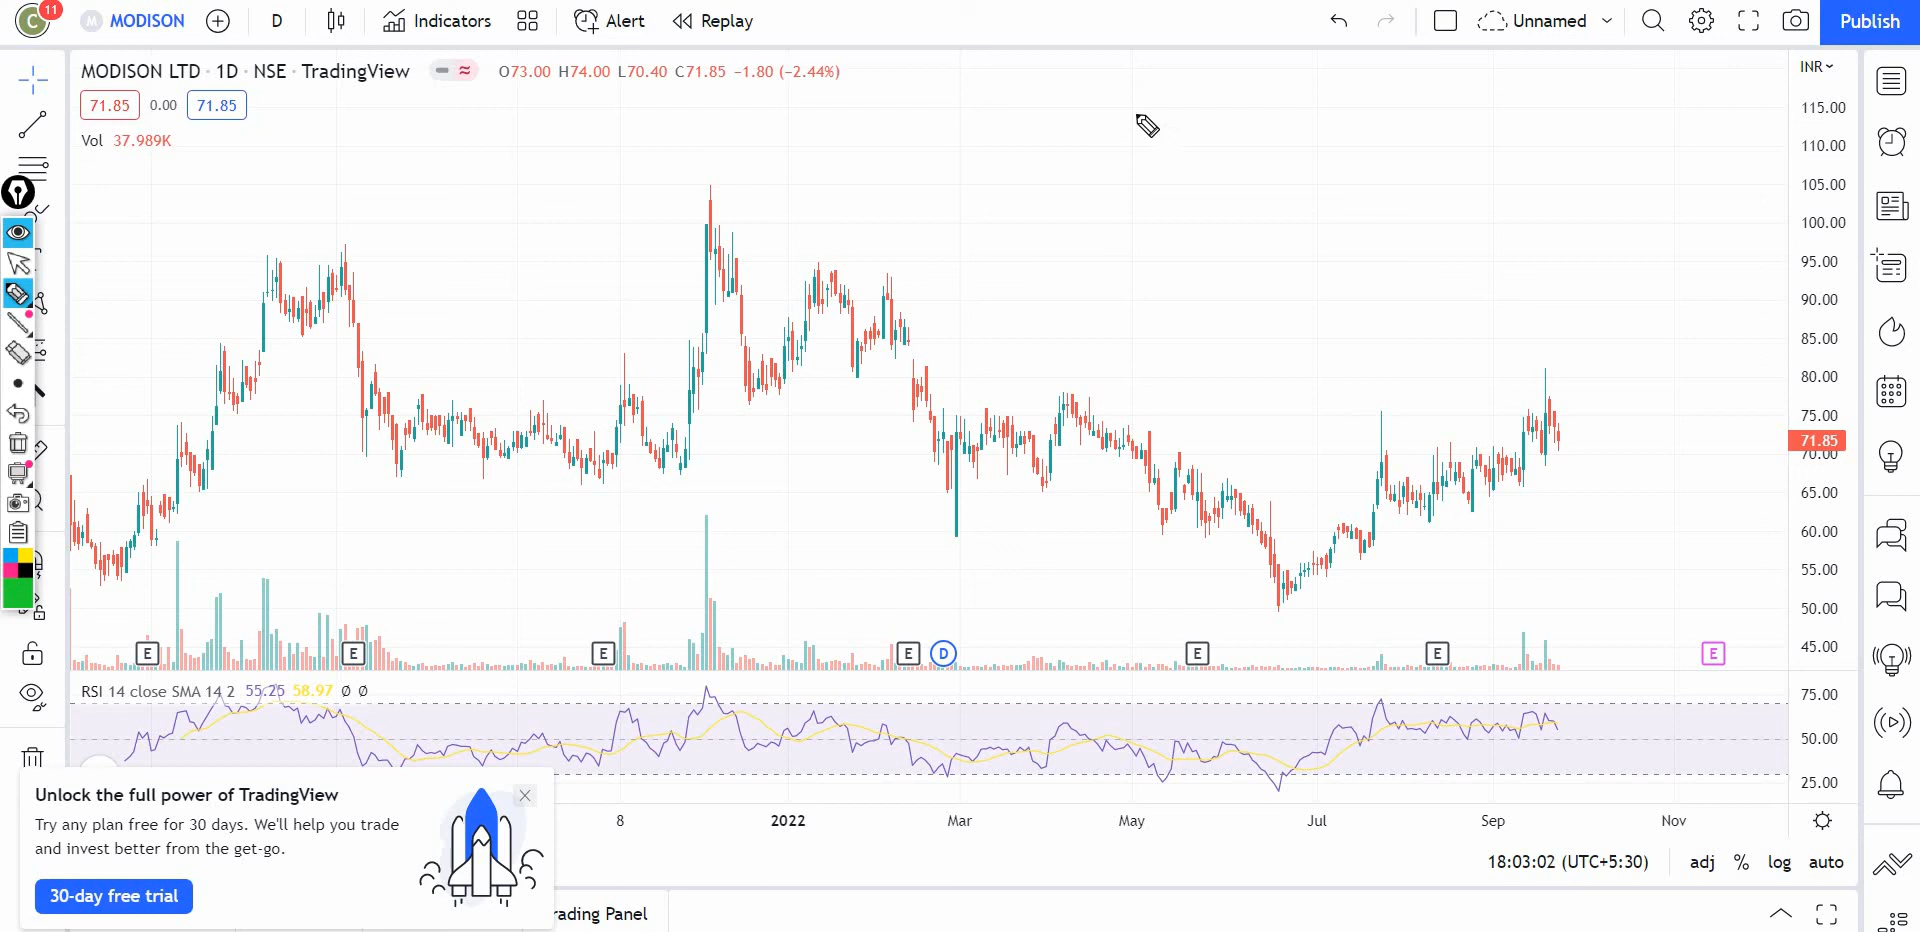 C 11 M MODISON D Indicators Alert Replay Unnamed Publish
MODISON LTD · 1D · NSE · TradingView O73.00 H74.00 L70.40 C71.85 −1.80 (−2.44%) INR
71.85 0.00 71.85
Vol 37.989K
115.00
110.00
105.00
100.00
95.00
90.00
85.00
80.00
75.00
71.85
70.00
65.00
60.00
55.00
50.00
45.00
E E E E D E E E
RSI 14 close SMA 14 2 55.25 58.97 Ø Ø
75.00
50.00
25.00
8 2022 Mar May Jul Sep Nov
Unlock the full power of TradingView
Try any plan free for 30 days. We'll help you trade
and invest better from the get-go.
30-day free trial
18:03:02 (UTC+5:30) adj % log auto
rading Panel